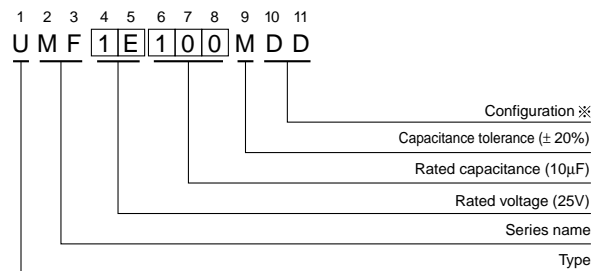 1 2 3 4 5 6 7 8 9 10 11
U M F 1 E 1 0 0 M D D
Configuration ※
Capacitance tolerance (± 20%)
Rated capacitance (10µF)
Rated voltage (25V)
Series name
Type